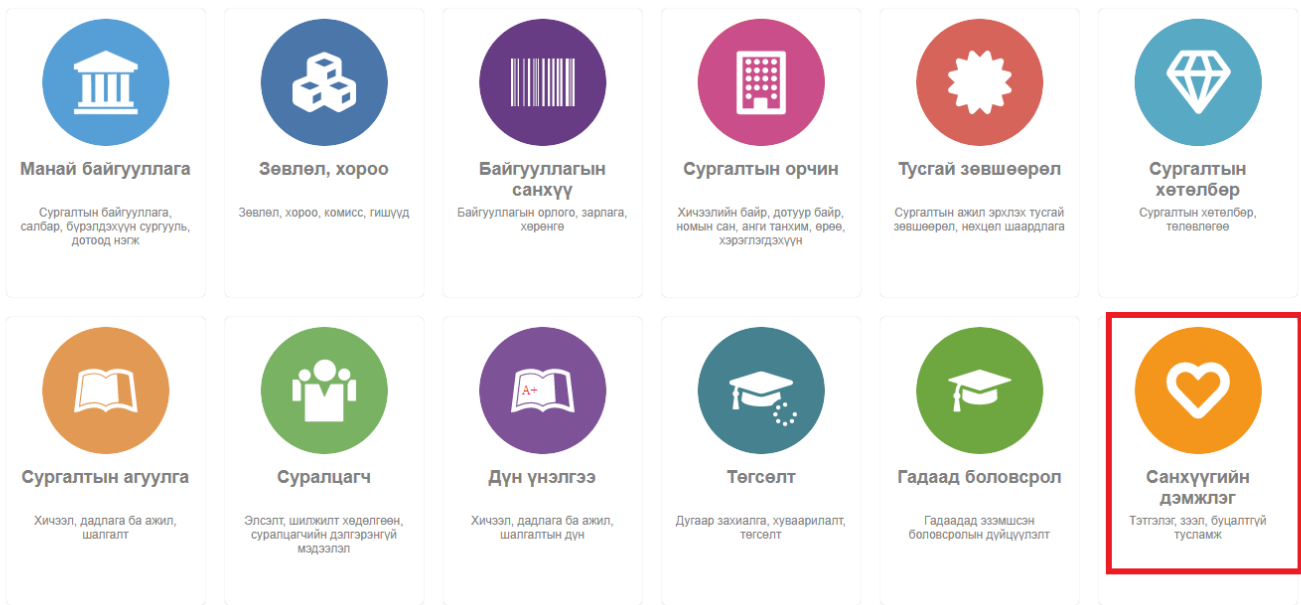 Манай байгууллага
Сургалтын байгууллага,
салбар, бүрэлдэхүүн сургууль,
дотоод нэгж
Зөвлөл, хороо
Зөвлөл, хороо, комисс, гишүүд
Байгууллагын
санхүү
Байгууллагын орлого, зарлага,
хөрөнгө
Сургалтын орчин
Хичээлийн байр, дотуур байр,
номын сан, анги танхим, өрөө,
хэрэглэгдэхүүн
Тусгай зөвшөөрөл
Сургалтын ажил эрхлэх тусгай
зөвшөөрөл, нөхцөл шаардлага
Сургалтын
хөтөлбөр
Сургалтын хөтөлбөр,
төлөвлөгөө
Сургалтын агуулга
Хичээл, дадлага ба ажил,
шалгалт
Суралцагч
Элсэлт, шилжилт хөдөлгөөн,
суралцагчийн дэлгэрэнгүй
мэдээлэл
A+
Дүн үнэлгээ
Хичээл, дадлага ба ажил,
шалгалтын дүн
Төгсөлт
Дугаар захиалга, хуваарилалт,
төгсөлт
Гадаад боловсрол
Гадаадад эзэмшсэн
боловсролын дүйцүүлэлт
Санхүүгийн
дэмжлэг
Тэтгэлэг, зээл, буцалтгүй
тусламж